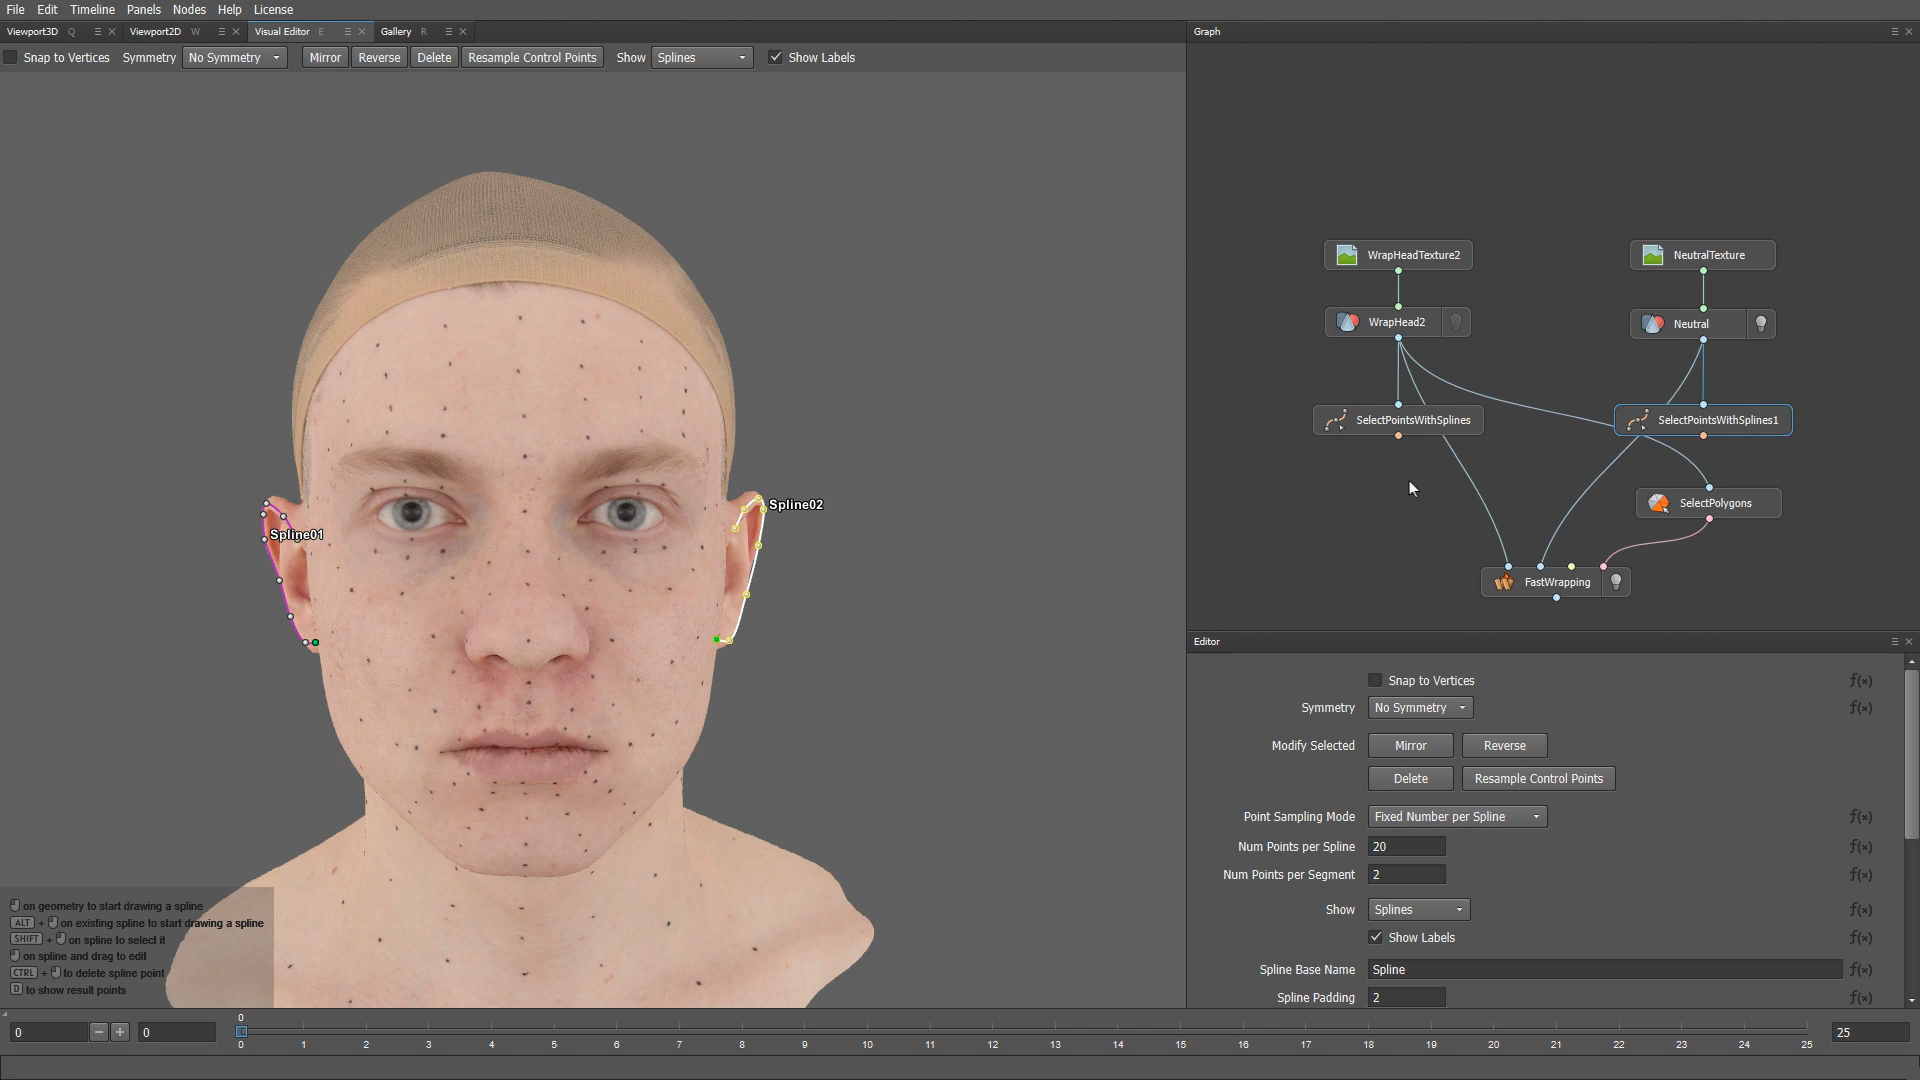 File Edit Timeline Panels Nodes Help License
Viewport3D Q Viewport2D W Visual Editor E Gallery R
Graph
Snap to Vertices Symmetry No Symmetry Mirror Reverse Delete Resample Control Points Show Splines Show Labels
WrapHeadTexture2
NeutralTexture
WrapHead2
Neutral
SelectPointsWithSplines
SelectPointsWithSplines1
SelectPolygons
FastWrapping
Spline02
Spline01
Editor
Snap to Vertices f(x)
Symmetry No Symmetry f(x)
Modify Selected Mirror Reverse
Delete Resample Control Points
Point Sampling Mode Fixed Number per Spline f(x)
Num Points per Spline 20 f(x)
Num Points per Segment 2 f(x)
Show Splines f(x)
Show Labels f(x)
Spline Base Name Spline f(x)
Spline Padding 2 f(x)
on geometry to start drawing a spline
ALT + on existing spline to start drawing a spline
SHIFT + on spline to select it
on spline and drag to edit
CTRL + to delete spline point
D to show result points
0
0 0 25
0 1 2 3 4 5 6 7 8 9 10 11 12 13 14 15 16 17 18 19 20 21 22 23 24 25